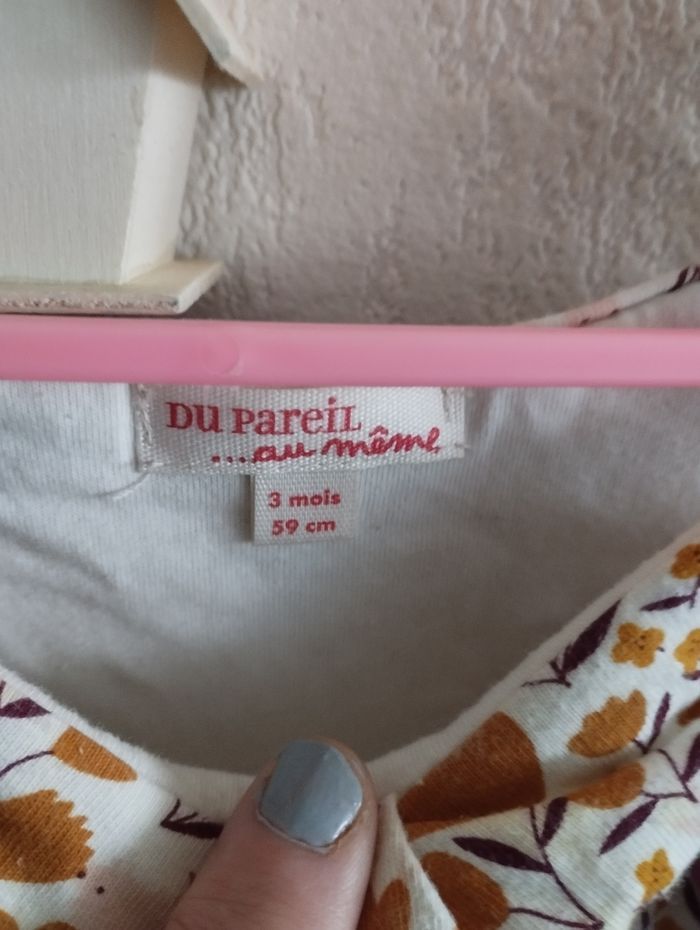 DU PareiL
...au même
3 mois
59 cm